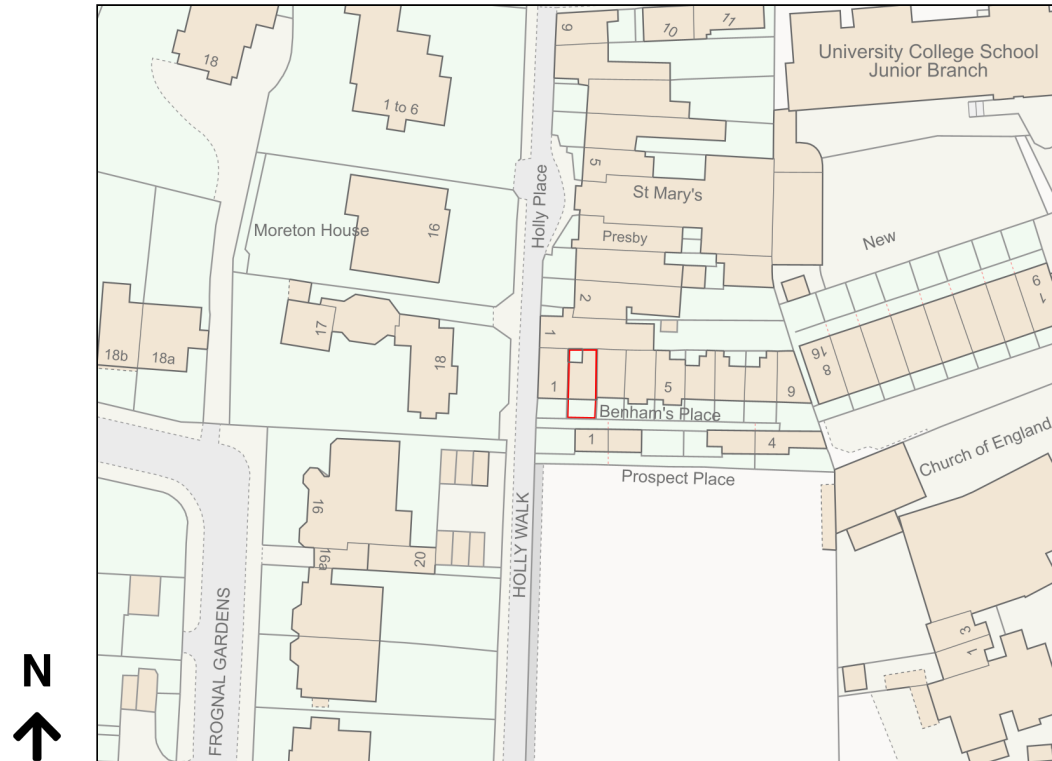 18
1 to 6
9
10
11
University College School
Junior Branch
Holly Place
5
St Mary's
Moreton House
16
Presby
New
2
9
1
17
18
1
18b
18a
16
8
1
5
9
Benham's Place
1
4
Church of England
Prospect Place
16
HOLLY WALK
16a
20
FROGNAL GARDENS
3
1
N